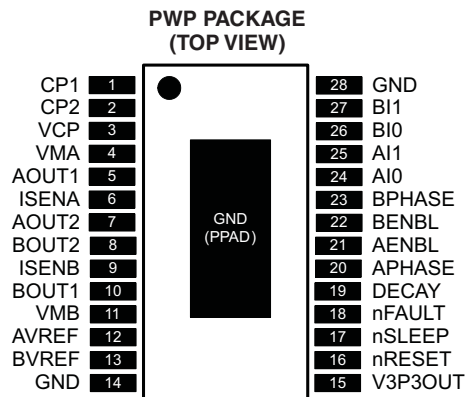 PWP PACKAGE
(TOP VIEW)
CP1 1 28 GND
CP2 2 27 BI1
VCP 3 26 BI0
VMA 4 25 AI1
AOUT1 5 24 AI0
ISENA 6 23 BPHASE
AOUT2 7 22 BENBL
BOUT2 8 21 AENBL
ISENB 9 20 APHASE
BOUT1 10 19 DECAY
VMB 11 18 nFAULT
AVREF 12 17 nSLEEP
BVREF 13 16 nRESET
GND 14 15 V3P3OUT
GND
(PPAD)